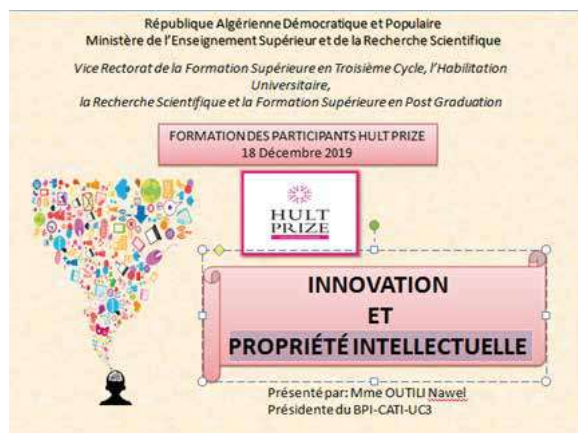 République Algérienne Démocratique et Populaire
Ministère de l'Enseignement Supérieur et de la Recherche Scientifique
Vice Rectorat de la Formation Supérieure en Troisième Cycle, l'Habilitation
Universitaire,
la Recherche Scientifique et la Formation Supérieure en Post Graduation
FORMATION DES PARTICIPANTS HULT PRIZE
18 Décembre 2019
HULT
PRIZE
INNOVATION
ET
PROPRIÉTÉ INTELLECTUELLE
Présenté par: Mme OUTILI Nawel
Présidente du BPI-CATI-UC3